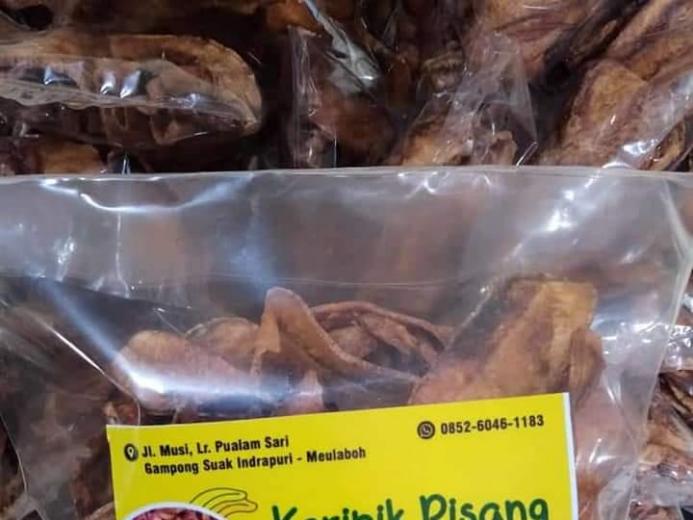 Jl. Musi, Lr. Pualam Sari
Gampong Suak Indrapuri - Meulaboh
0852-6046-1183
Keripik Pisang